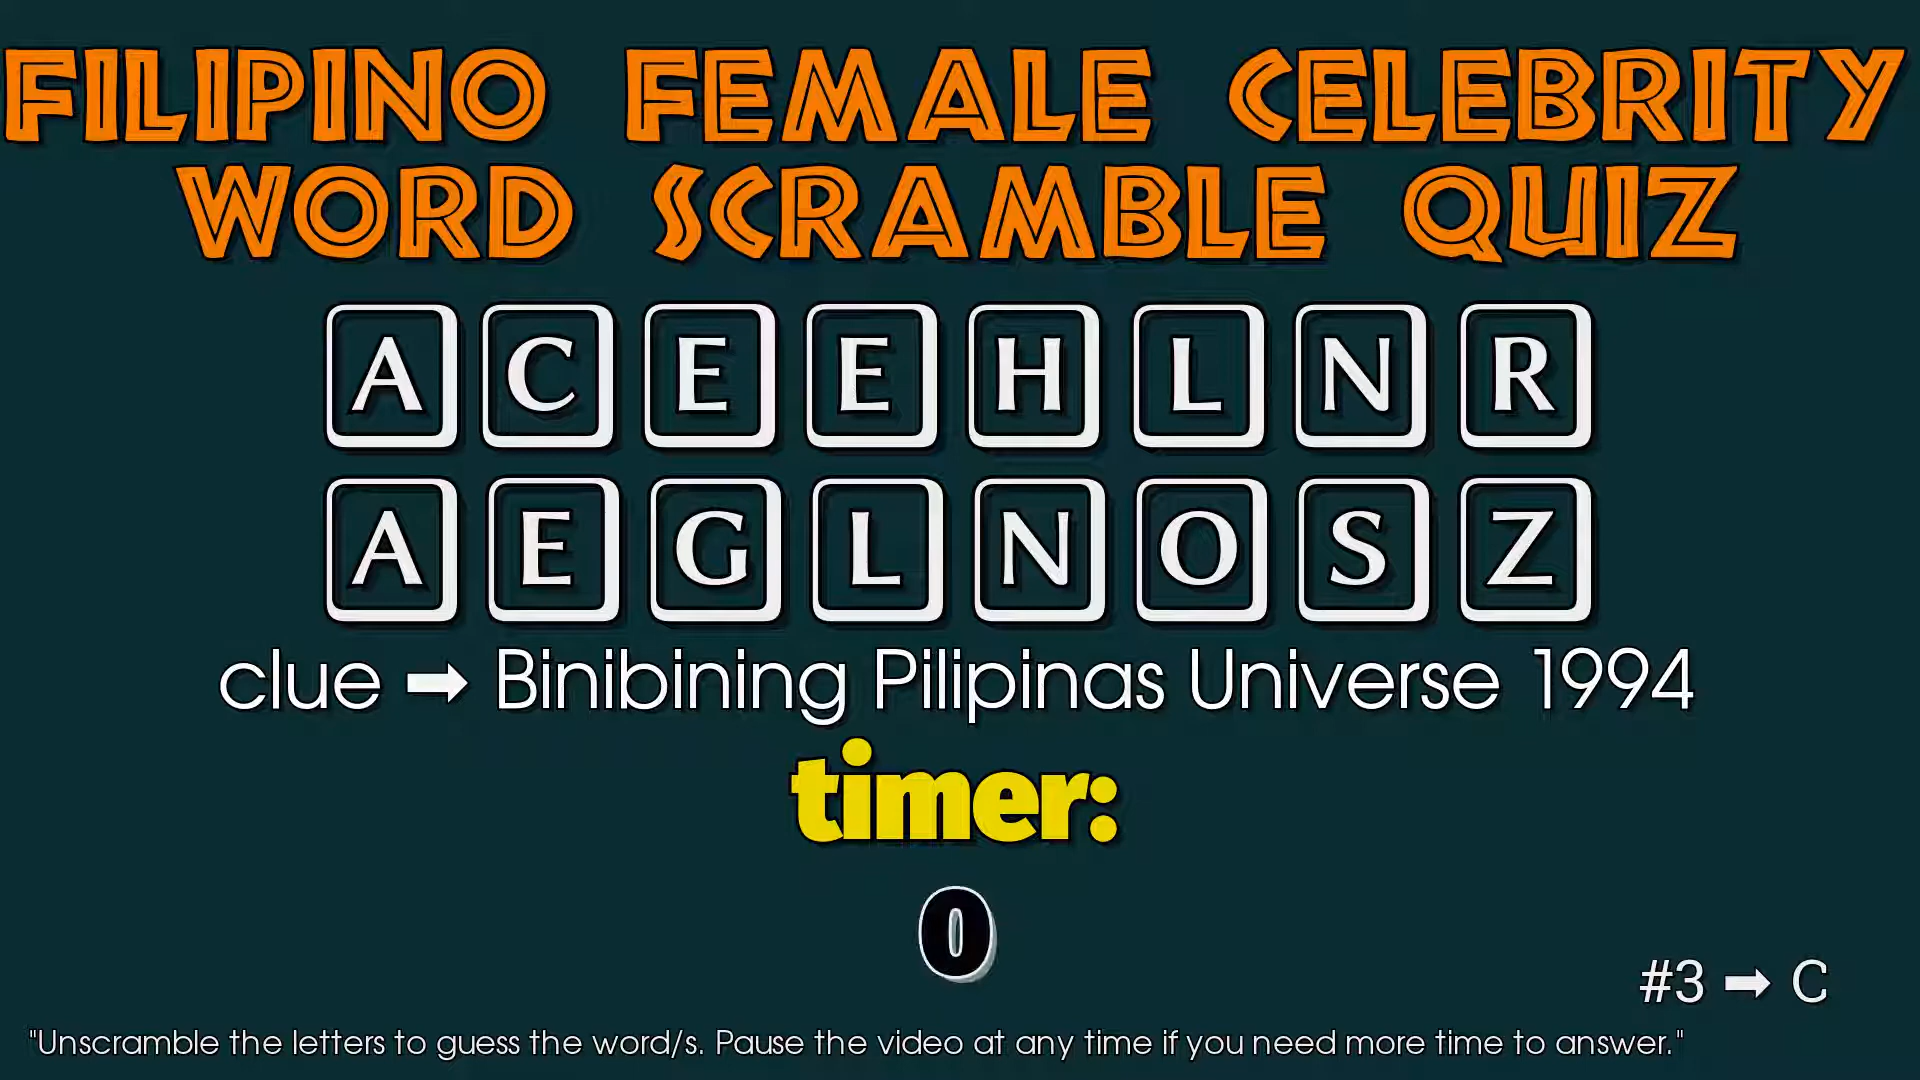 FILIPINO FEMALE CELEBRITY
WORD SCRAMBLE QUIZ
A C E E H L N R
A E G L N O S Z
clue ➡ Binibining Pilipinas Universe 1994
timer:
0
#3 ➡ C
"Unscramble the letters to guess the word/s. Pause the video at any time if you need more time to answer."